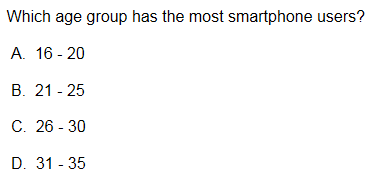 Which age group has the most smartphone users?
A. 16 - 20
B. 21 - 25
C. 26 - 30
D. 31 - 35